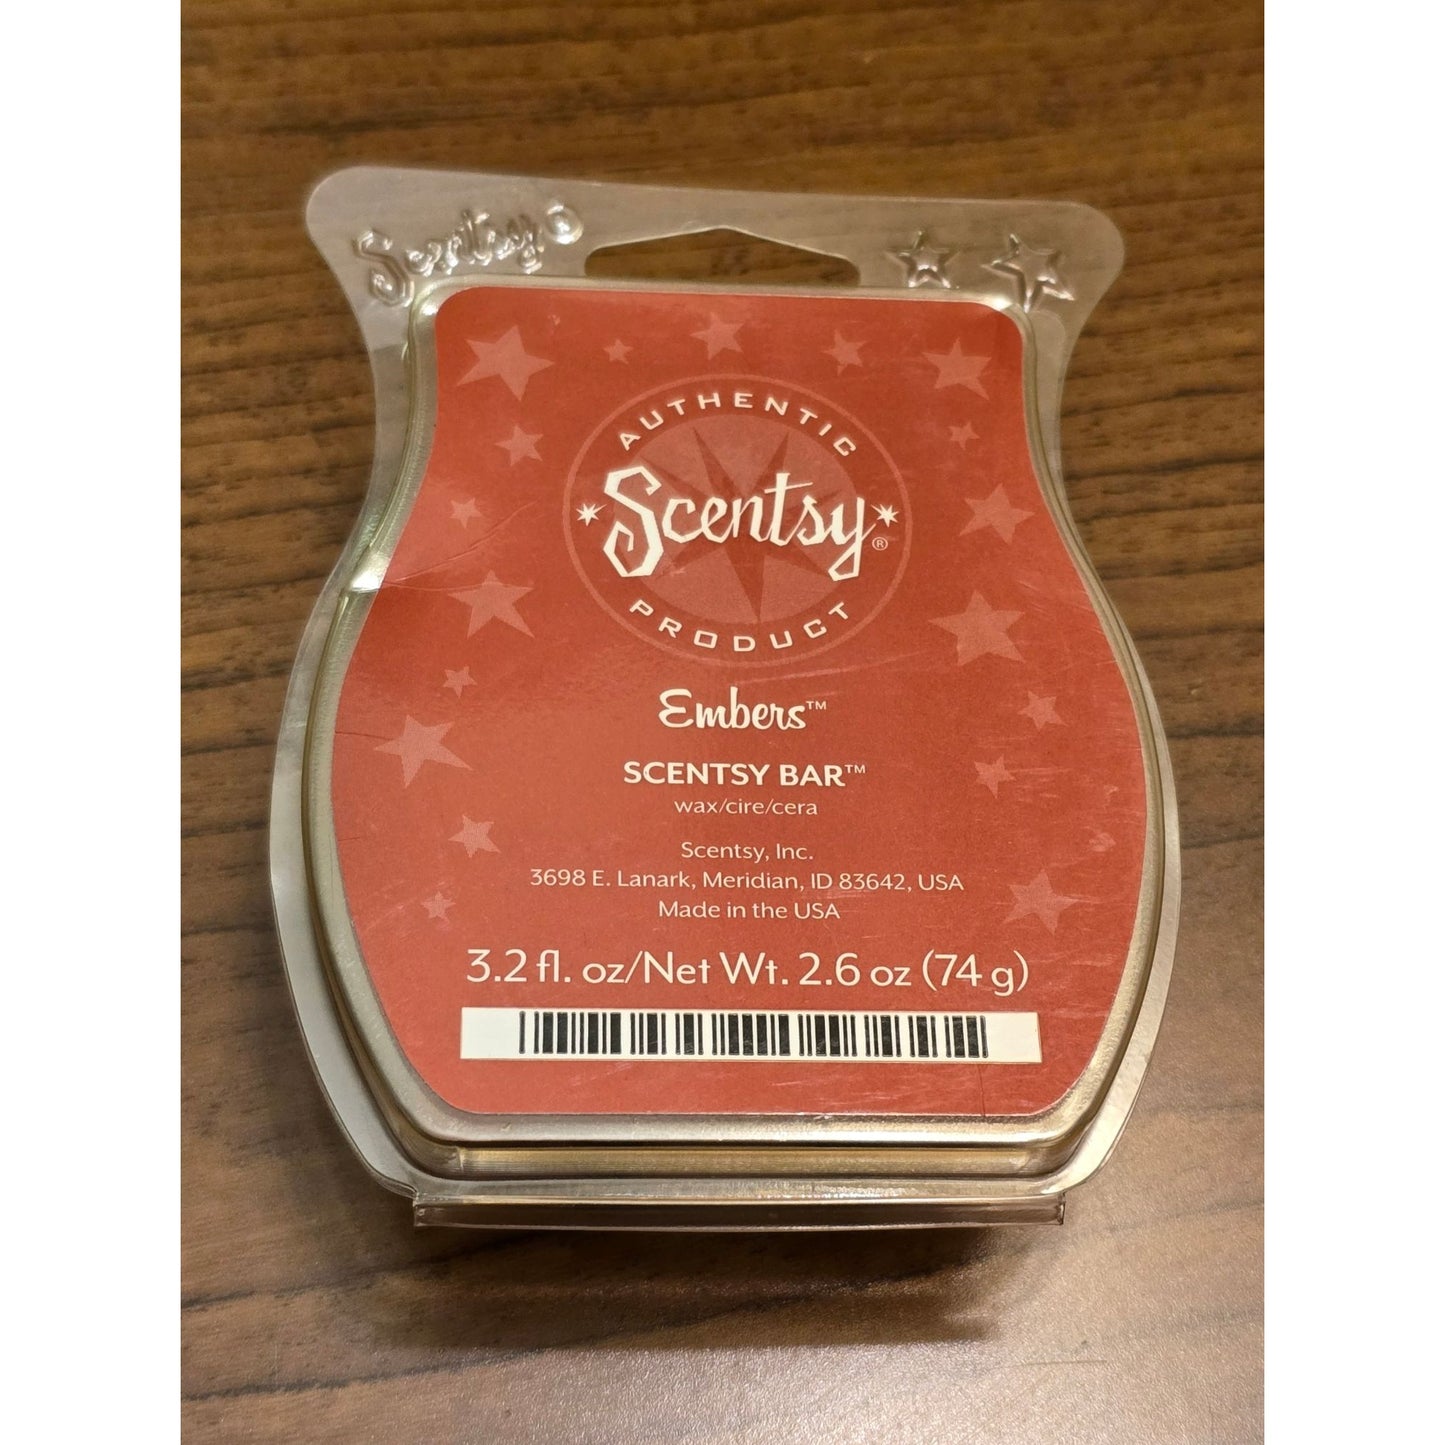 Scentsy®
AUTHENTIC
Scentsy®
PRODUCT
Embers™
SCENTSY BAR™
wax/cire/cera
Scentsy, Inc.
3698 E. Lanark, Meridian, ID 83642, USA
Made in the USA
3.2 fl. oz/Net Wt. 2.6 oz (74 g)